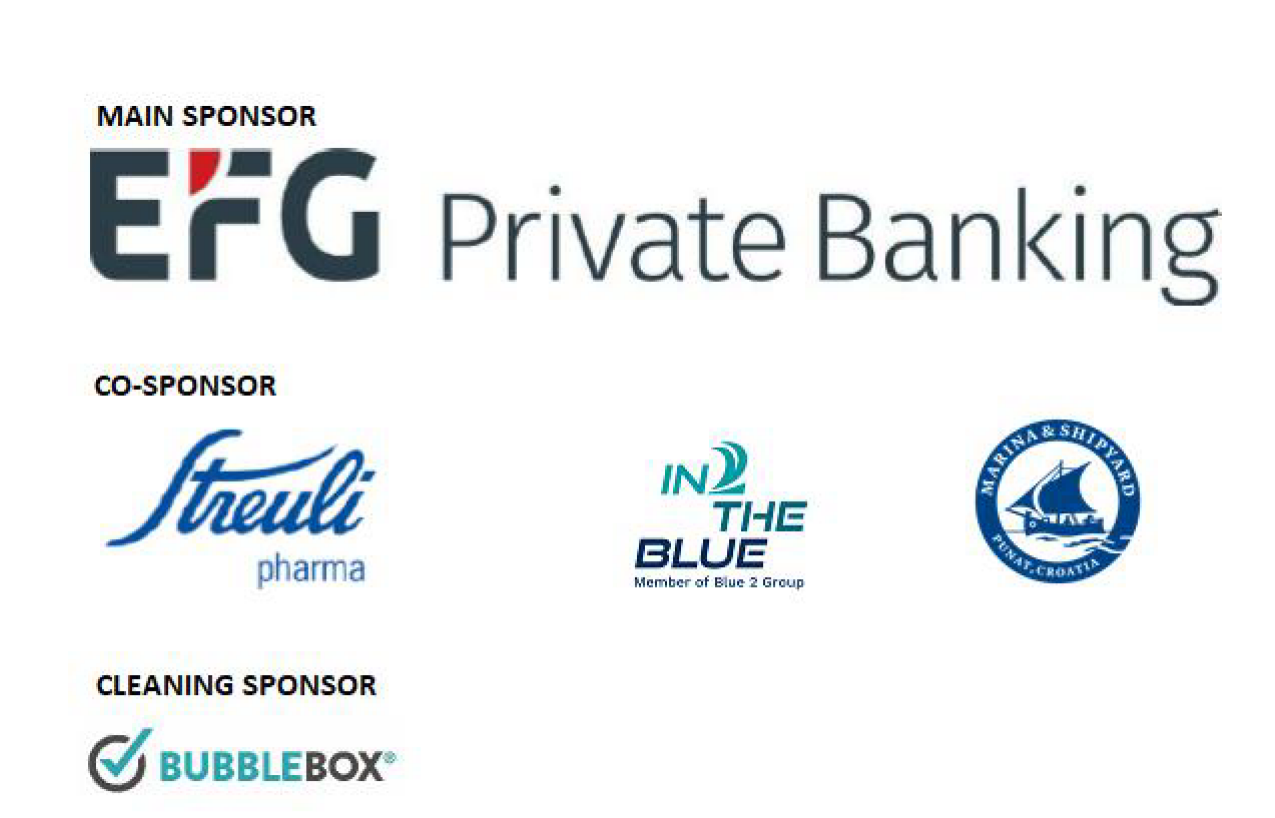 MAIN SPONSOR
EFG Private Banking
CO-SPONSOR
Streuli
pharma
IN 2
THE
BLUE
Member of Blue 2 Group
MARINA & SHIPYARD
PUNAT, CROATIA
CLEANING SPONSOR
BUBBLEBOX®